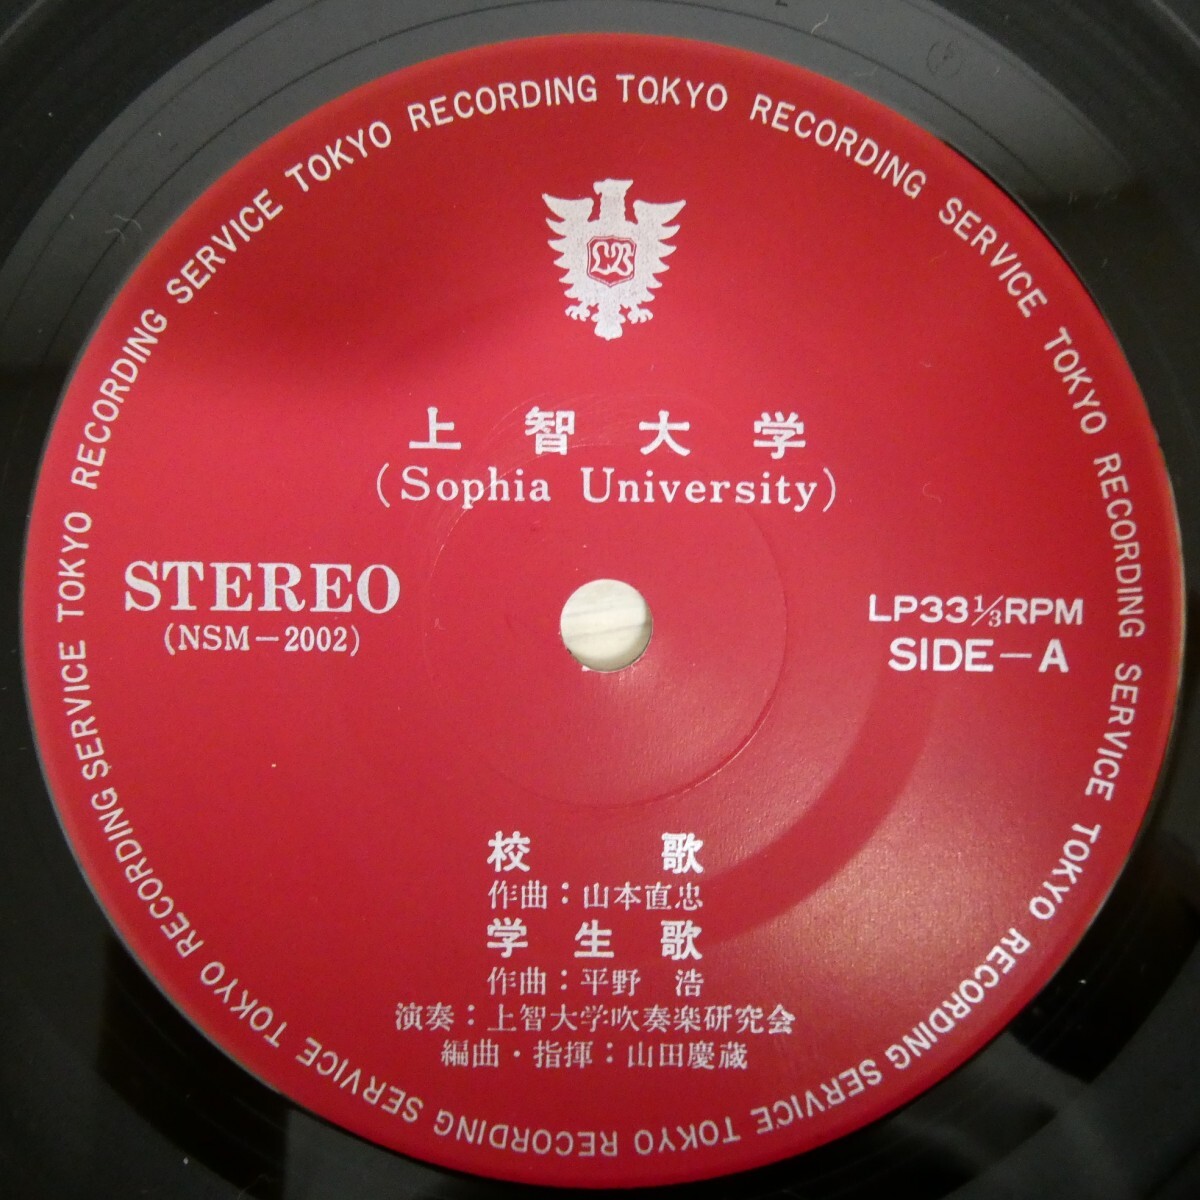 TOKYO RECORDING SERVICE TOKYO RECORDING SERVICE TOKYO RECORDING SERVICE TOKYO RECORDING SERVICE TOKYO RECORDING SERVICE TOKYO RECORDING SERVICE
上智大学
(Sophia University)
STEREO
(NSM-2002)
LP33⅓RPM
SIDE-A
校歌
作曲:山本直忠
学生歌
作曲:平野 浩
演奏:上智大学吹奏楽研究会
編曲・指揮:山田慶蔵